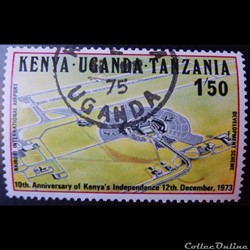 KENYA·UGANDA·TANZANIA
1'50
75
UGANDA
NAIROBI INTERNATIONAL AIRPORT
DEVELOPMENT SCHEME
10th. Anniversary of Kenya's Independence 12th. December, 1973
CollecOnline